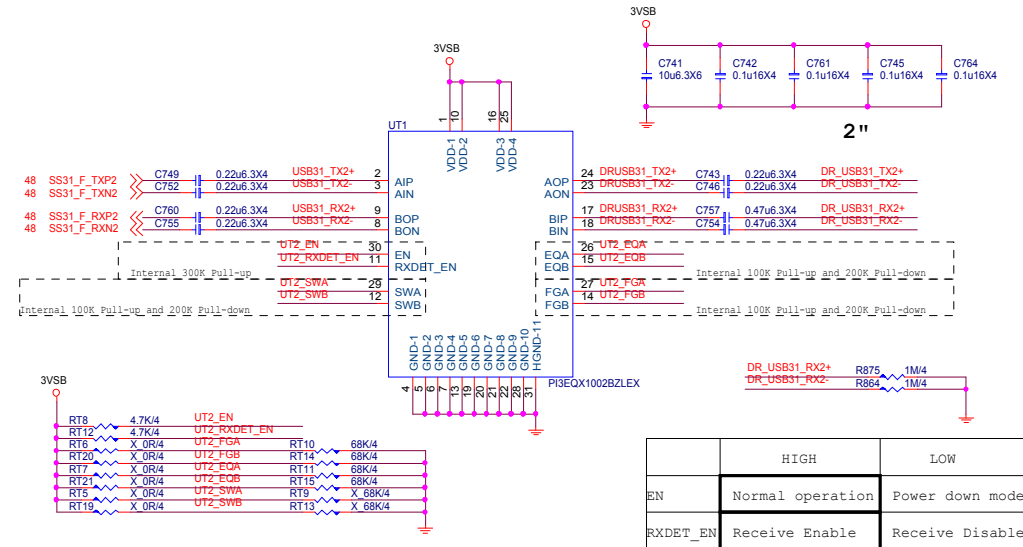 3VSB
C741
10u6.3X6
C742
0.1u16X4
C761
0.1u16X4
C745
0.1u16X4
C764
0.1u16X4
2"
3VSB
UT1
1
10
16
25
VDD-1
VDD-2
VDD-3
VDD-4
48 SS31_F_TXP2 C749 0.22u6.3X4 USB31_TX2+ 2 AIP
48 SS31_F_TXN2 C752 0.22u6.3X4 USB31_TX2- 3 AIN
48 SS31_F_RXP2 C760 0.22u6.3X4 USB31_RX2+ 9 BOP
48 SS31_F_RXN2 C755 0.22u6.3X4 USB31_RX2- 8 BON
UT2_EN 30 EN
UT2_RXDET_EN 11 RXDET_EN
Internal 300K Pull-up
UT2_SWA 29 SWA
UT2_SWB 12 SWB
Internal 100K Pull-up and 200K Pull-down
AOP 24 DRUSB31_TX2+ C743 0.22u6.3X4 DR_USB31_TX2+
AON 23 DRUSB31_TX2- C746 0.22u6.3X4 DR_USB31_TX2-
BIP 17 DRUSB31_RX2+ C757 0.47u6.3X4 DR_USB31_RX2+
BIN 18 DRUSB31_RX2- C754 0.47u6.3X4 DR_USB31_RX2-
EQA 26 UT2_EQA
EQB 15 UT2_EQB
Internal 100K Pull-up and 200K Pull-down
FGA 27 UT2_FGA
FGB 14 UT2_FGB
Internal 100K Pull-up and 200K Pull-down
GND-1
GND-2
GND-3
GND-4
GND-5
GND-6
GND-7
GND-8
GND-9
GND-10
HGND-11
4
5
6
7
13
19
20
21
22
28
31
PI3EQX1002BZLEX
DR_USB31_RX2+ R875 1M/4
DR_USB31_RX2- R864 1M/4
3VSB
RT8 4.7K/4 UT2_EN
RT12 4.7K/4 UT2_RXDET_EN
RT6 X_0R/4 UT2_FGA RT10 68K/4
RT20 X_0R/4 UT2_FGB RT14 68K/4
RT7 X_0R/4 UT2_EQA RT11 68K/4
RT21 X_0R/4 UT2_EQB RT15 68K/4
RT5 X_0R/4 UT2_SWA RT9 X_68K/4
RT19 X_0R/4 UT2_SWB RT13 X_68K/4
HIGH LOW
EN Normal operation Power down mode
RXDET_EN Receive Enable Receive Disable